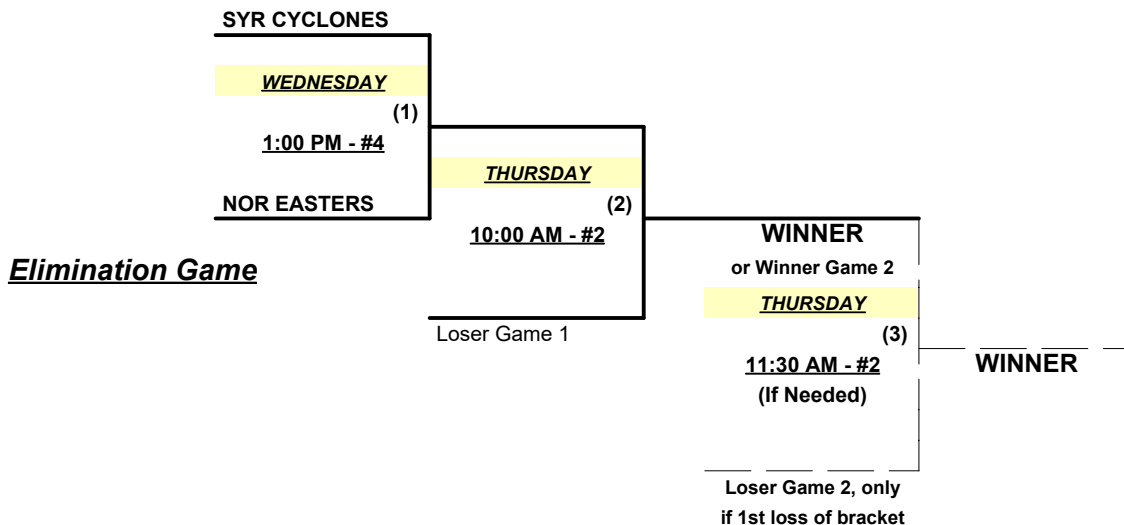 SYR CYCLONES
WEDNESDAY
(1)
1:00 PM - #4
NOR EASTERS
THURSDAY
(2)
10:00 AM - #2
Elimination Game
Loser Game 1
WINNER
or Winner Game 2
THURSDAY
(3)
11:30 AM - #2
(If Needed)
WINNER
Loser Game 2, only
if 1st loss of bracket